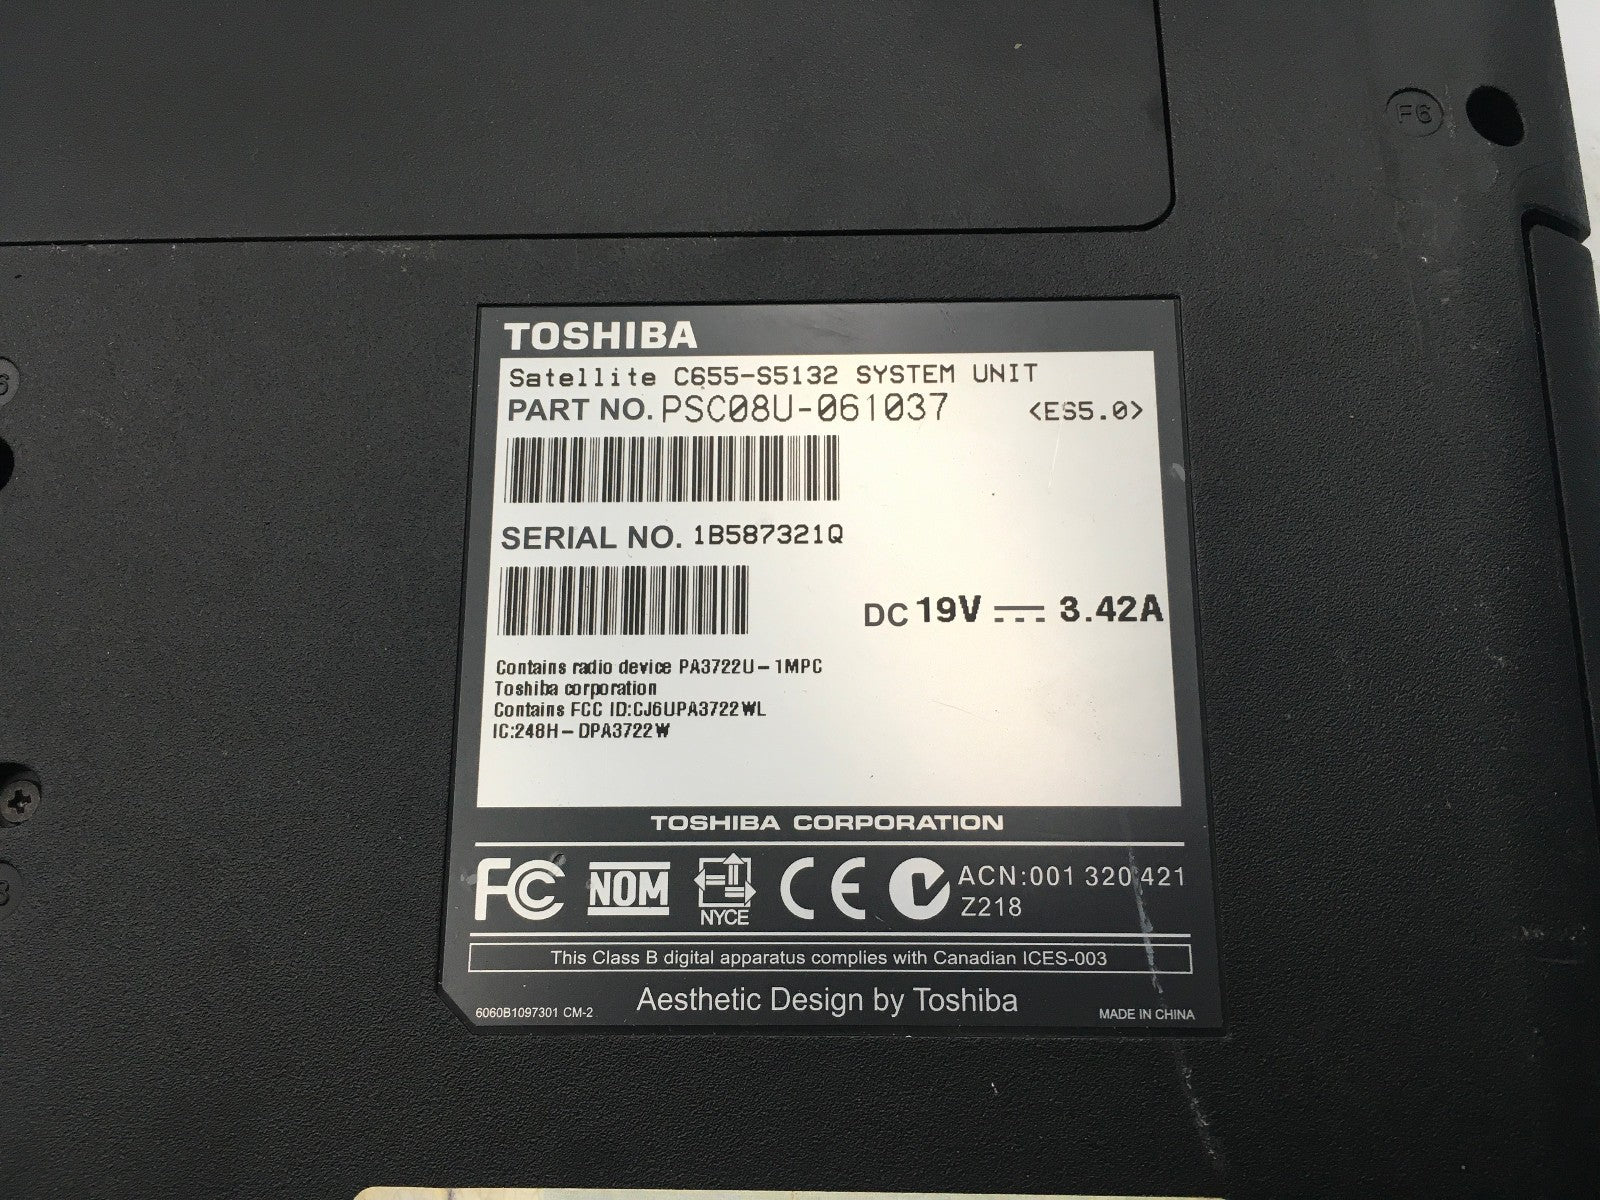 F6
TOSHIBA
Satellite C655-S5132 SYSTEM UNIT
PART NO. PSC08U-061037 <ES5.0>
SERIAL NO. 1B587321Q
DC 19V ⎓ 3.42A
Contains radio device PA3722U-1MPC
Toshiba corporation
Contains FCC ID:CJ6UPA3722WL
IC:248H-DPA3722W
TOSHIBA CORPORATION
FC NOM NYCE CE ACN:001 320 421
Z218
This Class B digital apparatus complies with Canadian ICES-003
6060B1097301 CM-2 Aesthetic Design by Toshiba MADE IN CHINA